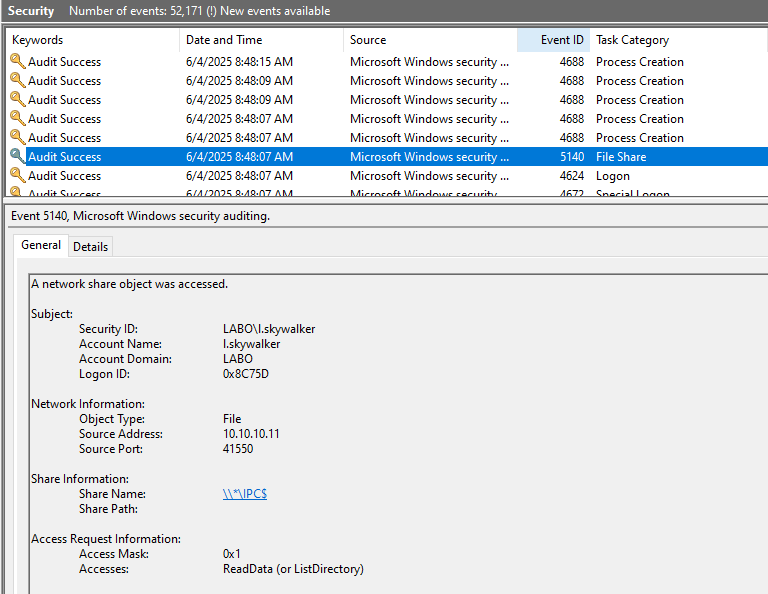 Security Number of events: 52,171 (!) New events available
Keywords Date and Time Source Event ID Task Category
Audit Success 6/4/2025 8:48:15 AM Microsoft Windows security ... 4688 Process Creation
Audit Success 6/4/2025 8:48:09 AM Microsoft Windows security ... 4688 Process Creation
Audit Success 6/4/2025 8:48:09 AM Microsoft Windows security ... 4688 Process Creation
Audit Success 6/4/2025 8:48:07 AM Microsoft Windows security ... 4688 Process Creation
Audit Success 6/4/2025 8:48:07 AM Microsoft Windows security ... 4688 Process Creation
Audit Success 6/4/2025 8:48:07 AM Microsoft Windows security ... 5140 File Share
Audit Success 6/4/2025 8:48:07 AM Microsoft Windows security ... 4624 Logon
Audit Success 6/4/2025 8:48:07 AM Microsoft Windows security ... 4672 Special Logon
Event 5140, Microsoft Windows security auditing.
General Details
A network share object was accessed.
Subject:
Security ID: LABO\l.skywalker
Account Name: l.skywalker
Account Domain: LABO
Logon ID: 0x8C75D
Network Information:
Object Type: File
Source Address: 10.10.10.11
Source Port: 41550
Share Information:
Share Name: \\*\IPC$
Share Path:
Access Request Information:
Access Mask: 0x1
Accesses: ReadData (or ListDirectory)